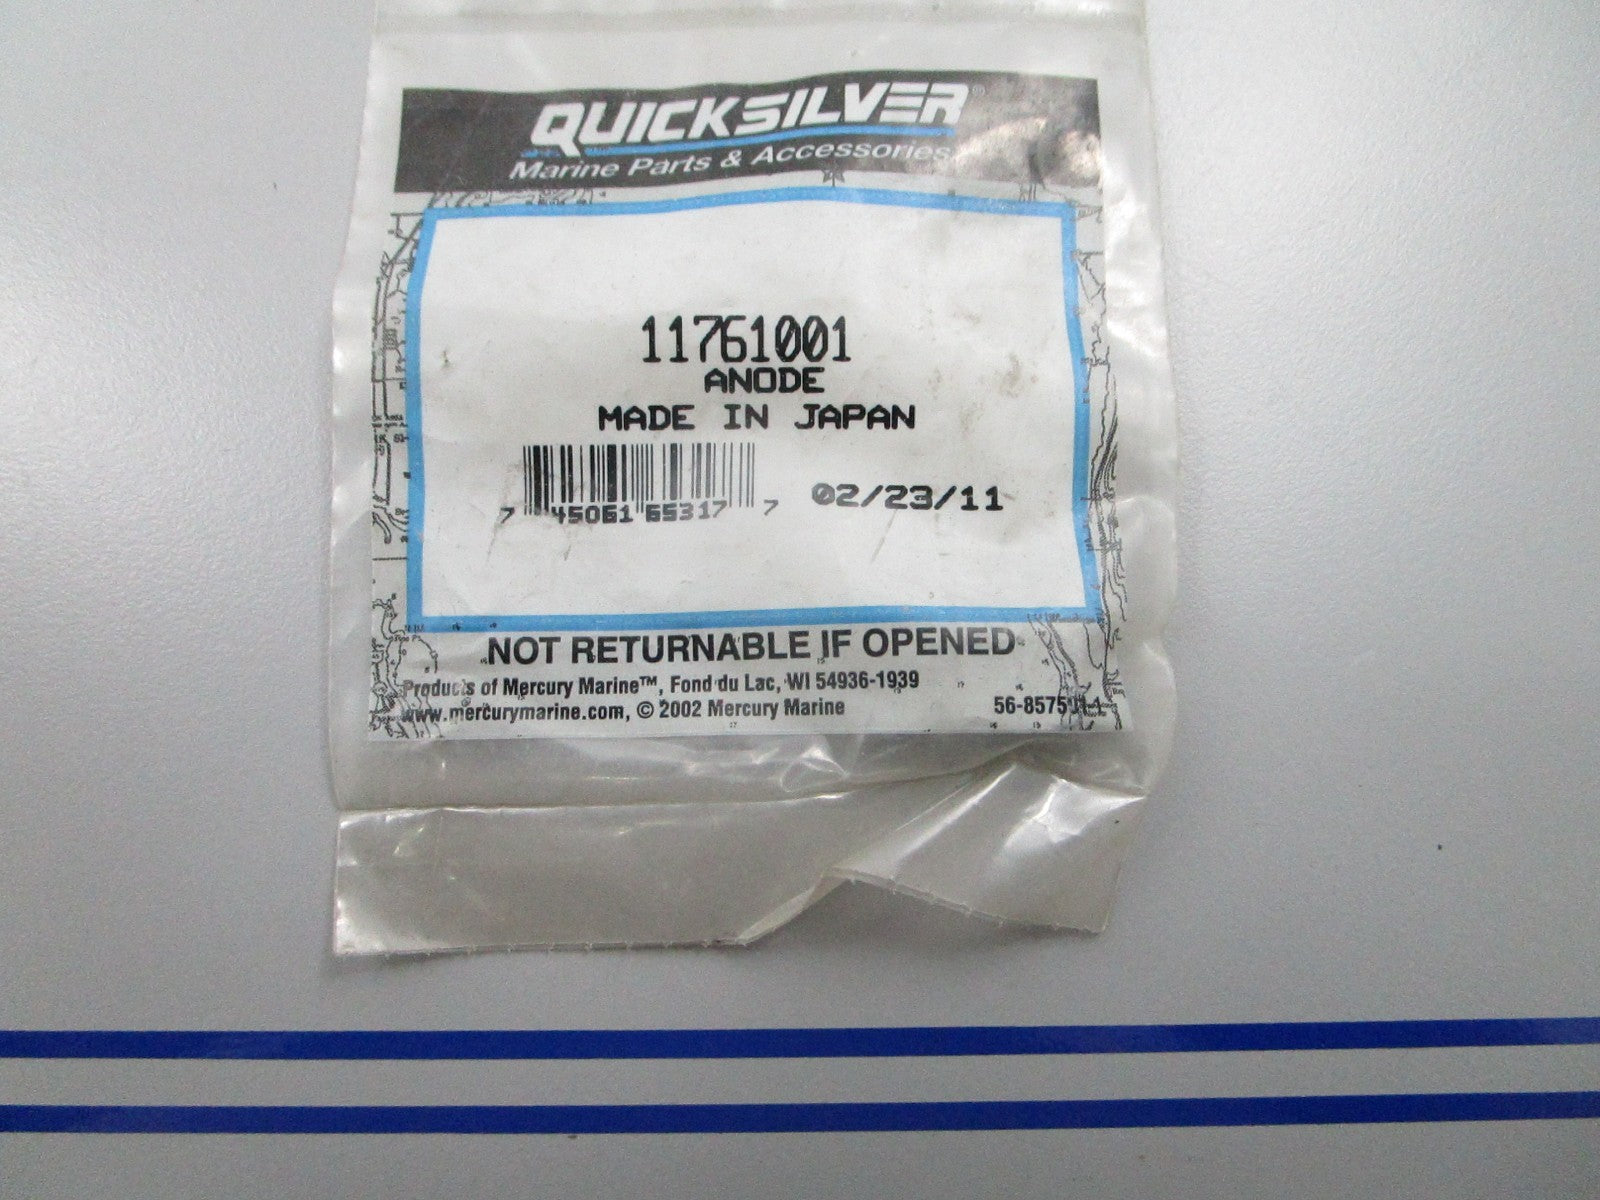 QUICKSILVER®
Marine Parts & Accessories
11761001
ANODE
MADE IN JAPAN
7 45061 65317 7
02/23/11
NOT RETURNABLE IF OPENED
Products of Mercury Marine™, Fond du Lac, WI 54936-1939
www.mercurymarine.com, © 2002 Mercury Marine